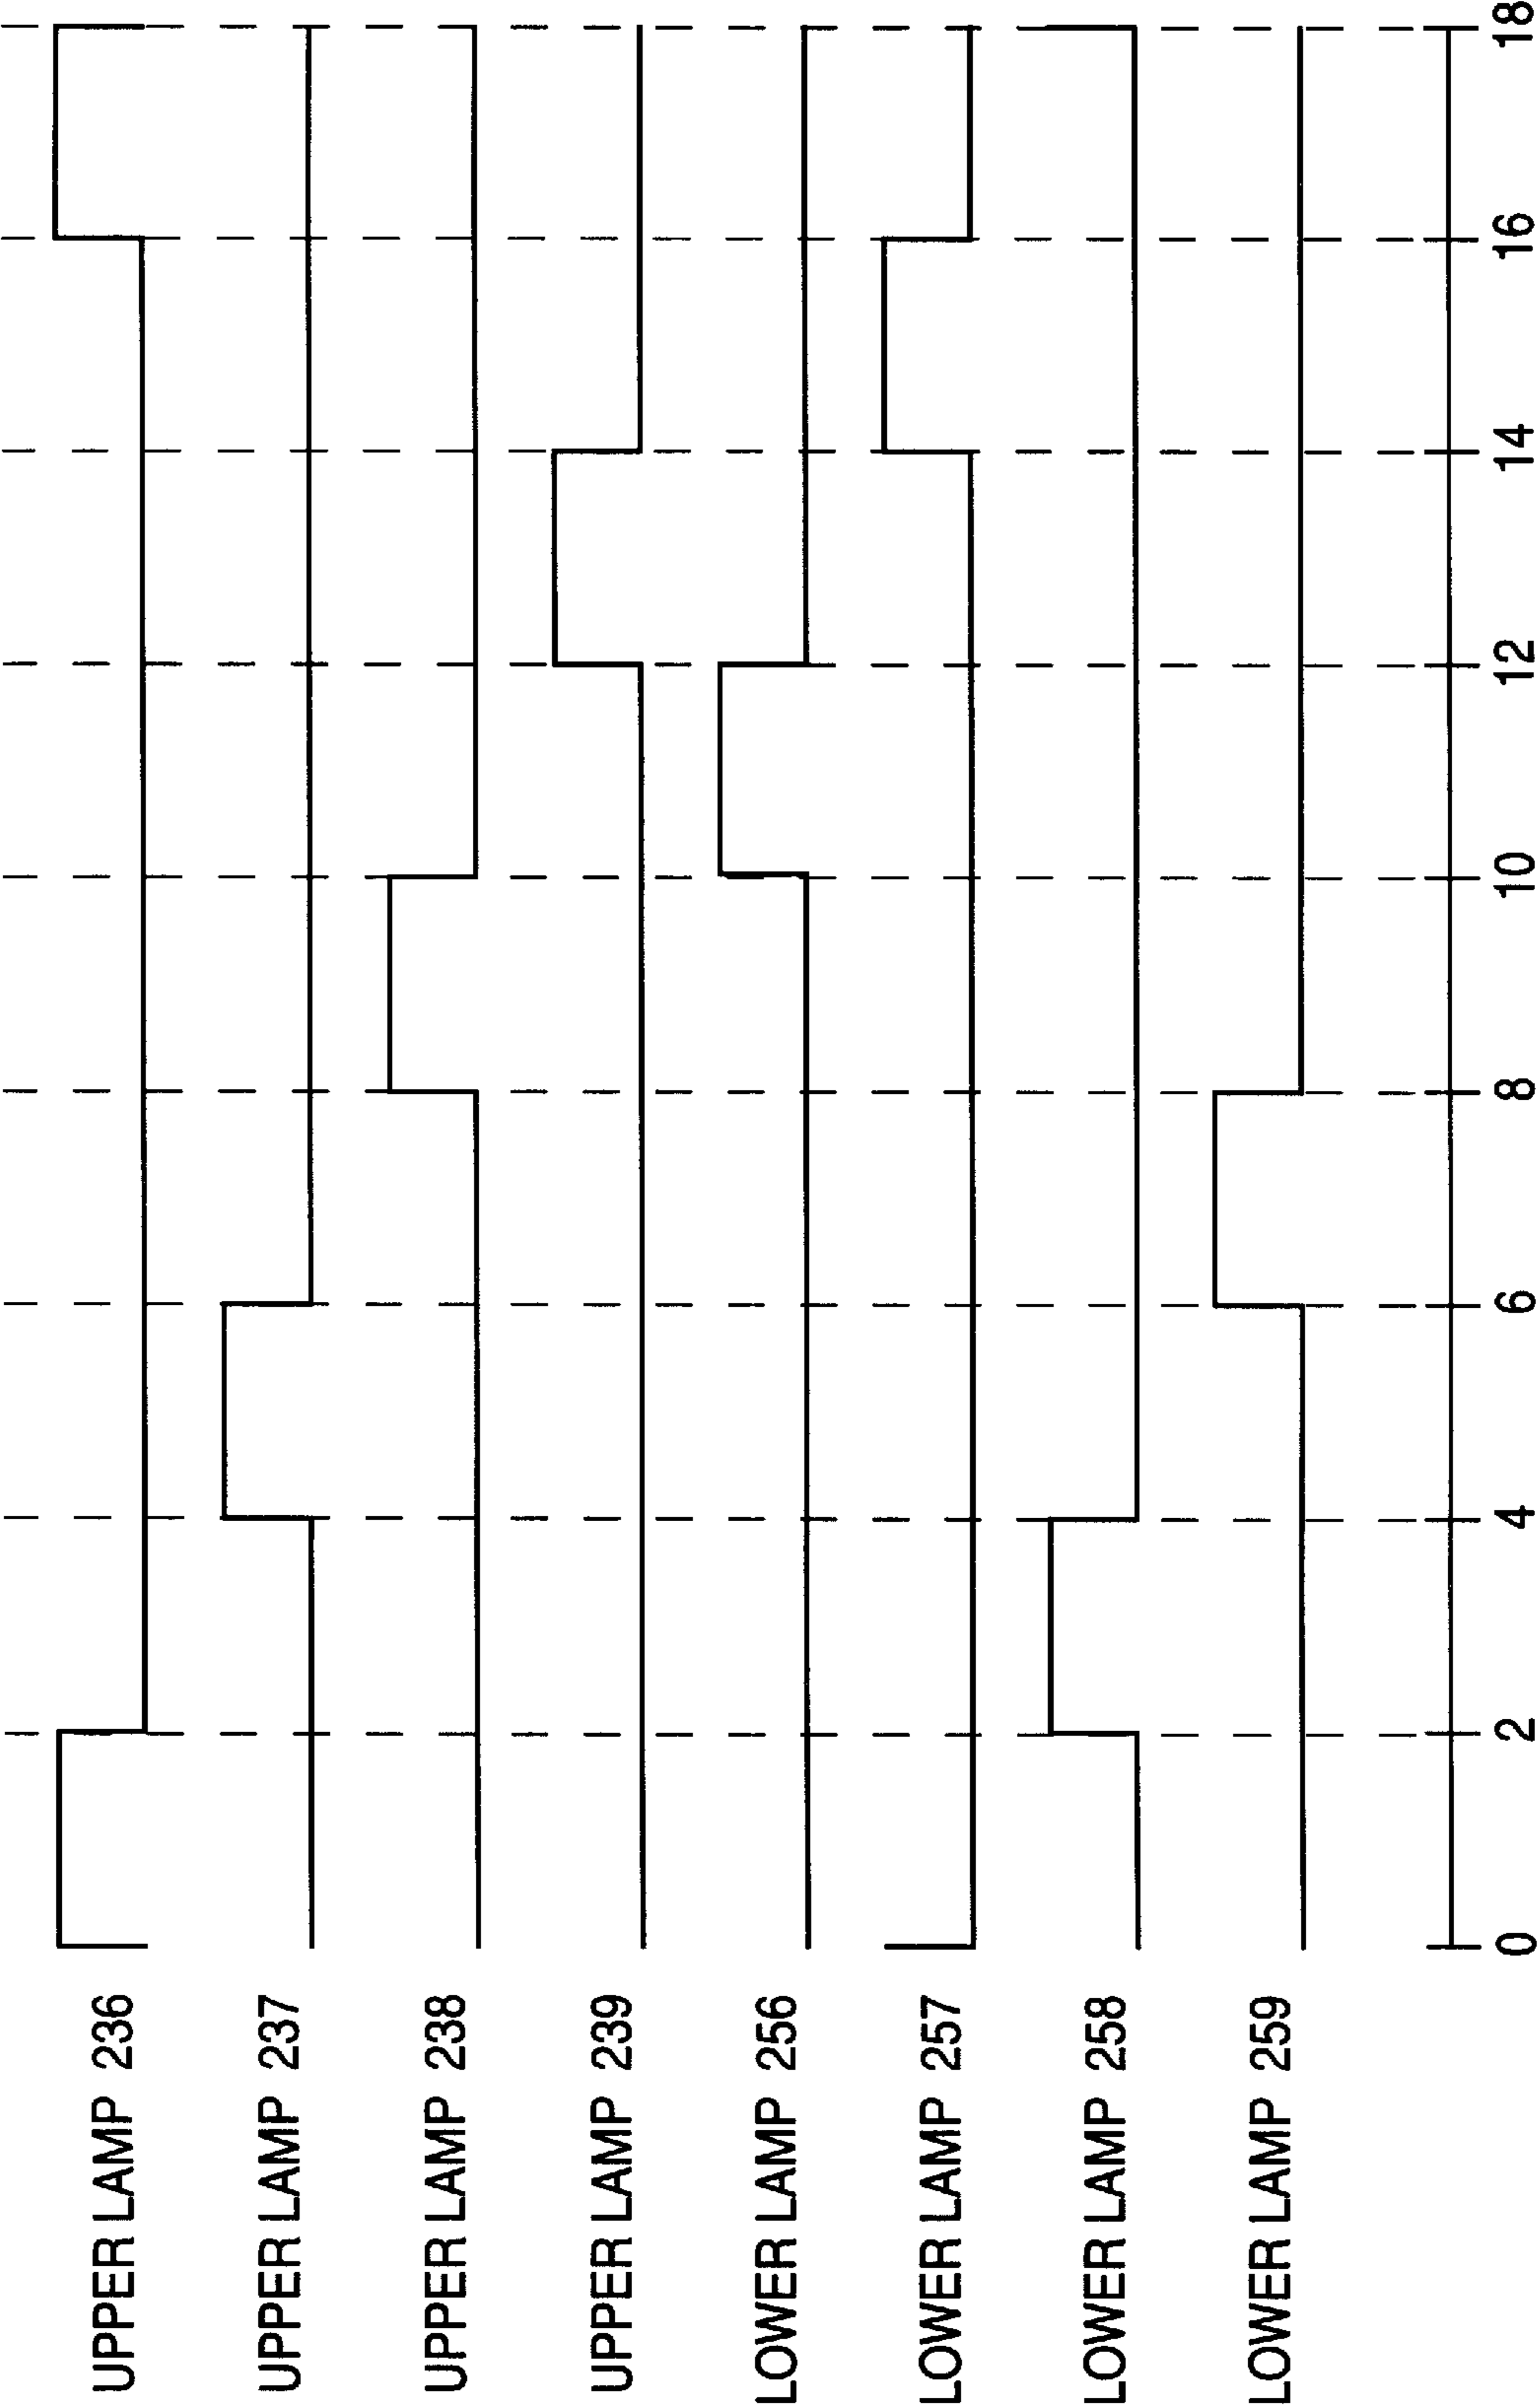 UPPER LAMP 236
UPPER LAMP 237
UPPER LAMP 238
UPPER LAMP 239
LOWER LAMP 256
LOWER LAMP 257
LOWER LAMP 258
LOWER LAMP 259
0 2 4 6 8 10 12 14 16 18